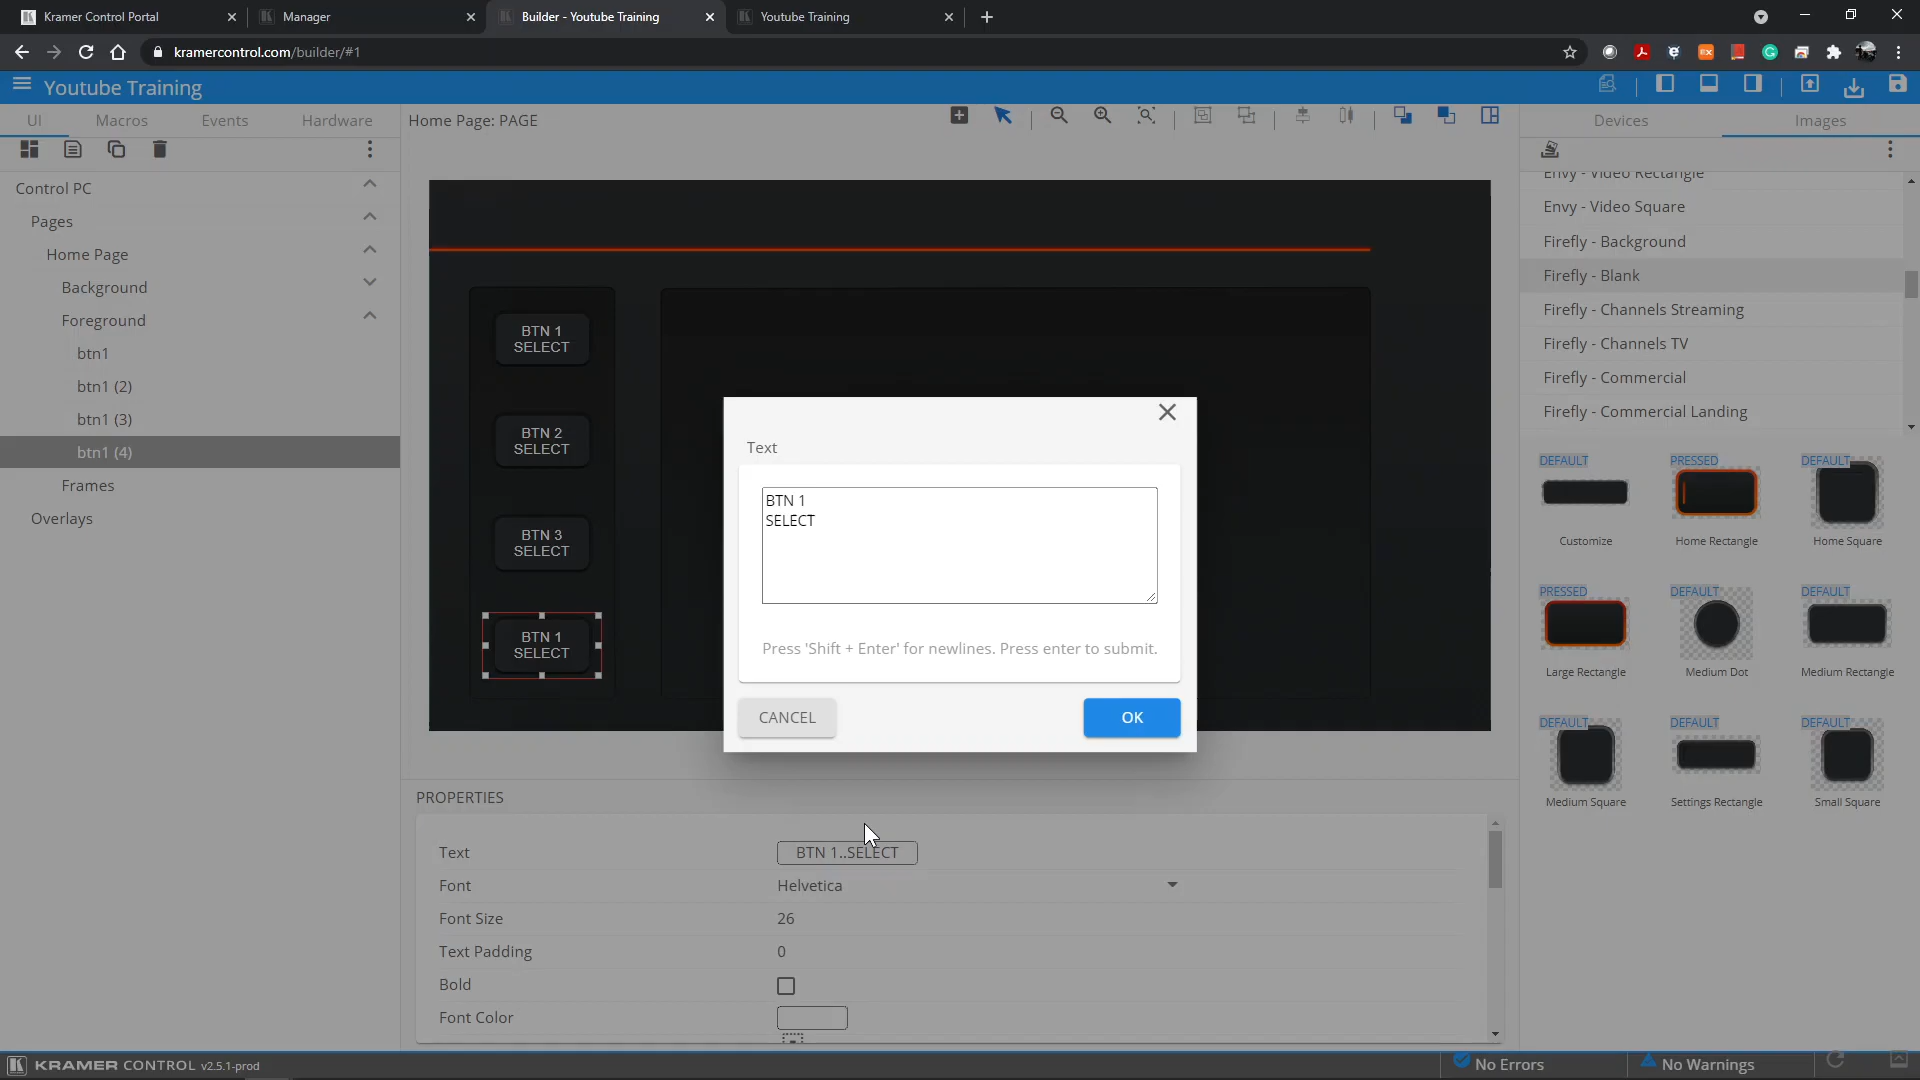 Kramer Control Portal
Manager
Builder - Youtube Training
Youtube Training
kramercontrol.com/builder/#1
Youtube Training
UI
Macros
Events
Hardware
Home Page: PAGE
Devices
Images
Control PC
Pages
Home Page
Background
Foreground
btn1
btn1 (2)
btn1 (3)
btn1 (4)
Frames
Overlays
BTN 1
SELECT
BTN 2
SELECT
BTN 3
SELECT
BTN 1
SELECT
Text
BTN 1
SELECT
Press 'Shift + Enter' for newlines. Press enter to submit.
CANCEL
OK
Envy - Video Rectangle
Envy - Video Square
Firefly - Background
Firefly - Blank
Firefly - Channels Streaming
Firefly - Channels TV
Firefly - Commercial
Firefly - Commercial Landing
DEFAULT
PRESSED
DEFAULT
Customize
Home Rectangle
Home Square
PRESSED
DEFAULT
DEFAULT
Large Rectangle
Medium Dot
Medium Rectangle
DEFAULT
DEFAULT
DEFAULT
Medium Square
Settings Rectangle
Small Square
PROPERTIES
Text
BTN 1..SELECT
Font
Helvetica
Font Size
26
Text Padding
0
Bold
Font Color
KRAMER CONTROL v2.5.1-prod
No Errors
No Warnings